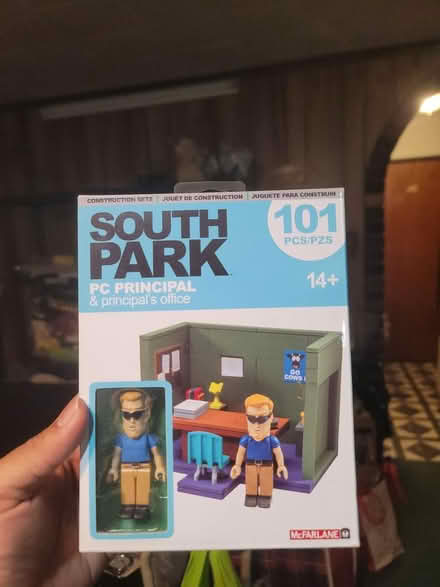 CONSTRUCTION SETS | JOUET DE CONSTRUCTION | JUGUETE PARA CONSTRUIR
SOUTH
PARK
PC PRINCIPAL
& principal's office
101
PCS/PZS
14+
GO
COWS
McFARLANE